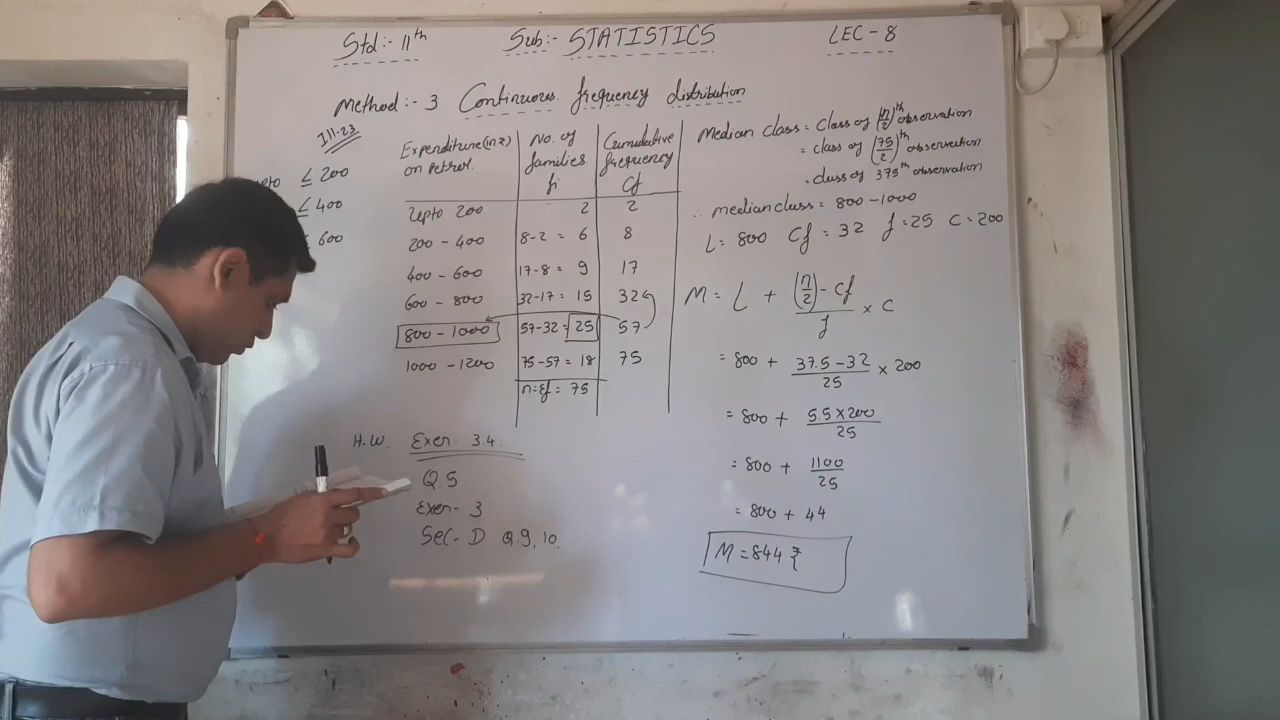 Std:- 11th Sub:- STATISTICS LEC-8
Method:- 3 Continuous frequency distribution
Ill-23
≤ 200
≤ 400
600
Expenditure (in ₹) on Petrol. | No. of families fi | Cumulative frequency Cf
Upto 200 | 2 | 2
200 - 400 | 8-2 = 6 | 8
400 - 600 | 17-8 = 9 | 17
600 - 800 | 32-17 = 15 | 32
800 - 1000 | 57-32 = 25 | 57
1000 - 1200 | 75-57 = 18 | 75
n=Σf = 75
H.W. Exer. 3.4.
Q.5
Exer- 3
Sec- D Q.9, 10.
Median class = class of (n/2)th observation
= class of (75/2)th observation
= class of 375th observation
∴ median class = 800-1000
L = 800 Cf = 32 f = 25 C = 200
M = L + ((n/2) - Cf)/f × C
= 800 + (37.5 - 32)/25 × 200
= 800 + (5.5 × 200)/25
= 800 + 1100/25
= 800 + 44
M = 844 ₹